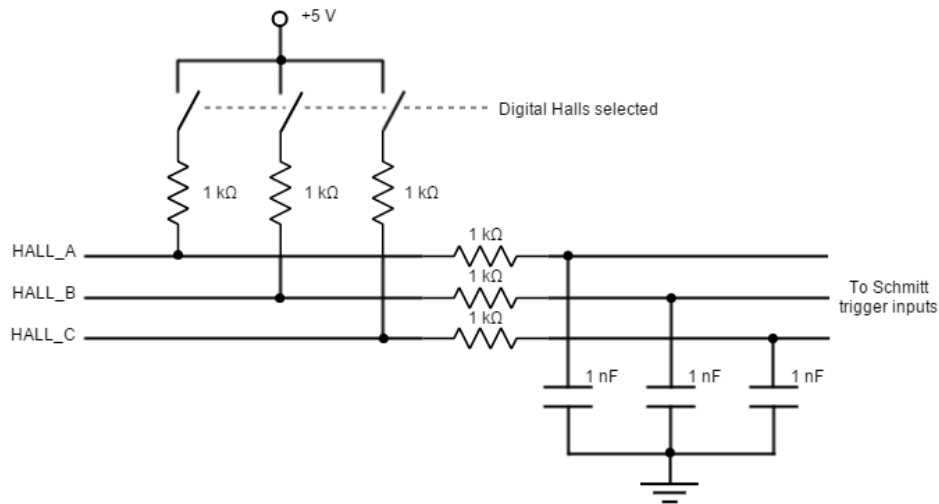 +5 V
Digital Halls selected
1 kΩ
1 kΩ
1 kΩ
HALL_A
1 kΩ
HALL_B
1 kΩ
HALL_C
1 kΩ
To Schmitt
trigger inputs
1 nF
1 nF
1 nF